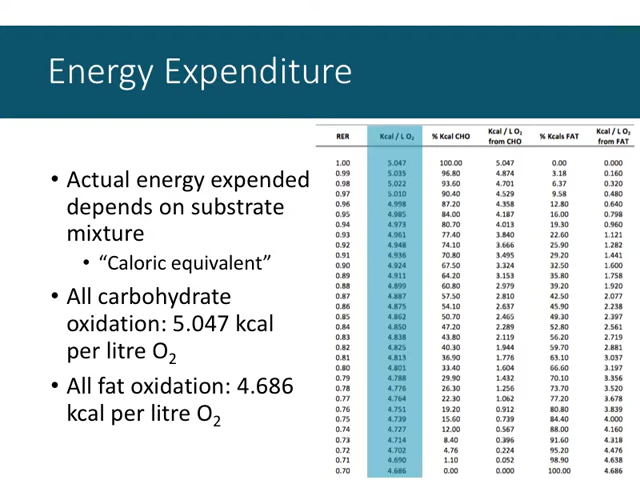 Energy Expenditure
• Actual energy expended
depends on substrate
mixture
• “Caloric equivalent”
• All carbohydrate
oxidation: 5.047 kcal
per litre O₂
• All fat oxidation: 4.686
kcal per litre O₂
RER Kcal / L O₂ % Kcal CHO Kcal / L O₂ from CHO % Kcals FAT Kcal / L O₂ from FAT
1.00 5.047 100.00 5.047 0.00 0.000
0.99 5.035 96.80 4.874 3.18 0.160
0.98 5.022 93.60 4.701 6.37 0.320
0.97 5.010 90.40 4.529 9.58 0.480
0.96 4.998 87.20 4.358 12.80 0.640
0.95 4.985 84.00 4.187 16.00 0.798
0.94 4.973 80.70 4.013 19.30 0.960
0.93 4.961 77.40 3.840 22.60 1.121
0.92 4.948 74.10 3.666 25.90 1.282
0.91 4.936 70.80 3.495 29.20 1.441
0.90 4.924 67.50 3.324 32.50 1.600
0.89 4.911 64.20 3.153 35.80 1.758
0.88 4.899 60.80 2.979 39.20 1.920
0.87 4.887 57.50 2.810 42.50 2.077
0.86 4.875 54.10 2.637 45.90 2.238
0.85 4.862 50.70 2.465 49.30 2.397
0.84 4.850 47.20 2.289 52.80 2.561
0.83 4.838 43.80 2.119 56.20 2.719
0.82 4.825 40.30 1.944 59.70 2.881
0.81 4.813 36.90 1.776 63.10 3.037
0.80 4.801 33.40 1.604 66.60 3.197
0.79 4.788 29.90 1.432 70.10 3.356
0.78 4.776 26.30 1.256 73.70 3.520
0.77 4.764 22.30 1.062 77.20 3.678
0.76 4.751 19.20 0.912 80.80 3.839
0.75 4.739 15.60 0.739 84.40 4.000
0.74 4.727 12.00 0.567 88.00 4.160
0.73 4.714 8.40 0.396 91.60 4.318
0.72 4.702 4.76 0.224 95.20 4.476
0.71 4.690 1.10 0.052 98.90 4.638
0.70 4.686 0.00 0.000 100.00 4.686